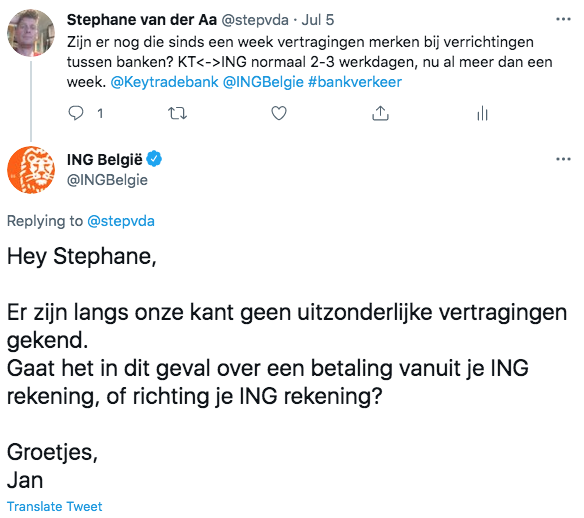 Stephane van der Aa @stepvda · Jul 5
Zijn er nog die sinds een week vertragingen merken bij verrichtingen
tussen banken? KT<->ING normaal 2-3 werkdagen, nu al meer dan een
week. @Keytradebank @INGBelgie #bankverkeer
1
ING België
@INGBelgie
Replying to @stepvda
Hey Stephane,
Er zijn langs onze kant geen uitzonderlijke vertragingen
gekend.
Gaat het in dit geval over een betaling vanuit je ING
rekening, of richting je ING rekening?
Groetjes,
Jan
Translate Tweet